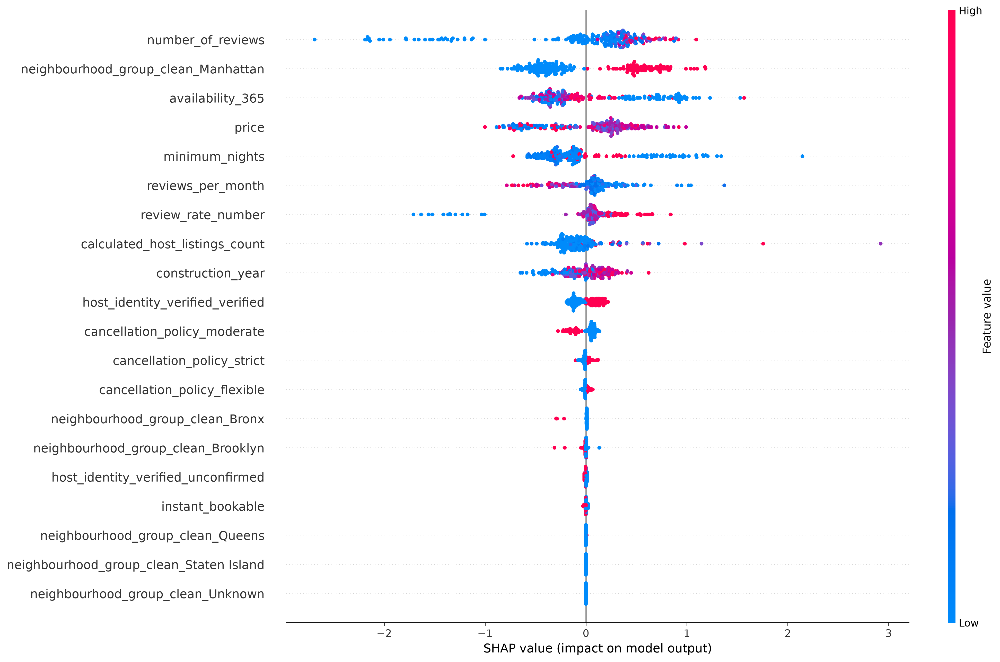 High
number_of_reviews
neighbourhood_group_clean_Manhattan
availability_365
price
minimum_nights
reviews_per_month
review_rate_number
calculated_host_listings_count
construction_year
host_identity_verified_verified
cancellation_policy_moderate
cancellation_policy_strict
cancellation_policy_flexible
neighbourhood_group_clean_Bronx
neighbourhood_group_clean_Brooklyn
host_identity_verified_unconfirmed
instant_bookable
neighbourhood_group_clean_Queens
neighbourhood_group_clean_Staten Island
neighbourhood_group_clean_Unknown
Feature value
Low
−2 −1 0 1 2 3
SHAP value (impact on model output)